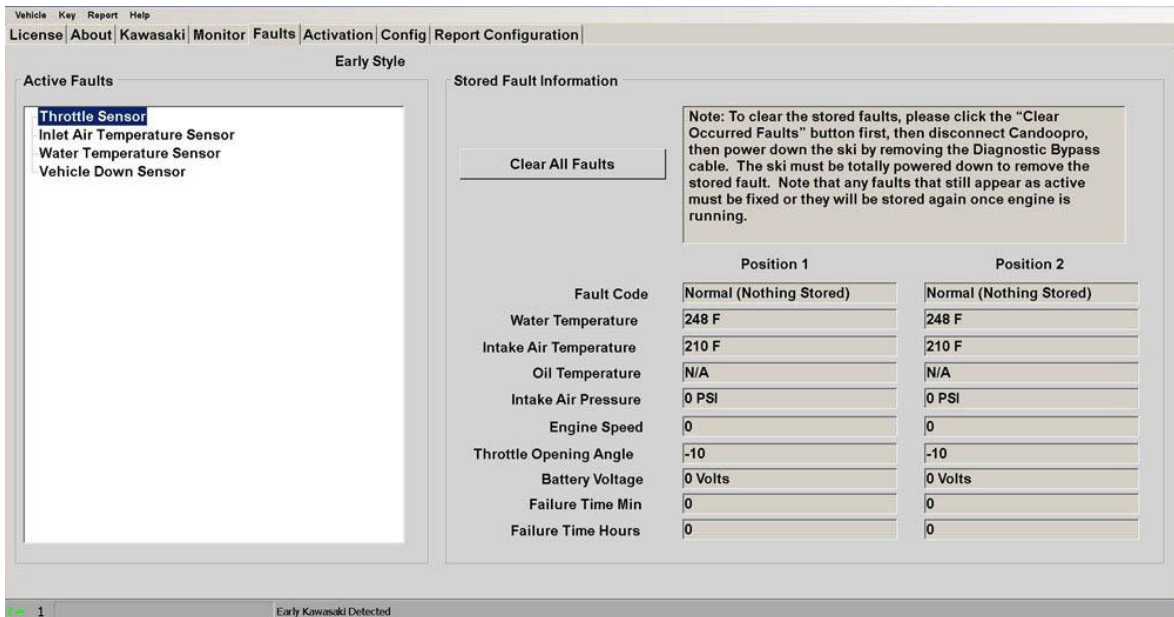 Vehicle Key Report Help
License About Kawasaki Monitor Faults Activation Config Report Configuration
Early Style
Active Faults
Throttle Sensor
Inlet Air Temperature Sensor
Water Temperature Sensor
Vehicle Down Sensor
Stored Fault Information
Clear All Faults
Note: To clear the stored faults, please click the “Clear
Occurred Faults” button first, then disconnect Candoopro,
then power down the ski by removing the Diagnostic Bypass
cable. The ski must be totally powered down to remove the
stored fault. Note that any faults that still appear as active
must be fixed or they will be stored again once engine is
running.
Position 1 Position 2
Fault Code Normal (Nothing Stored) Normal (Nothing Stored)
Water Temperature 248 F 248 F
Intake Air Temperature 210 F 210 F
Oil Temperature N/A N/A
Intake Air Pressure 0 PSI 0 PSI
Engine Speed 0 0
Throttle Opening Angle -10 -10
Battery Voltage 0 Volts 0 Volts
Failure Time Min 0 0
Failure Time Hours 0 0
1 Early Kawasaki Detected